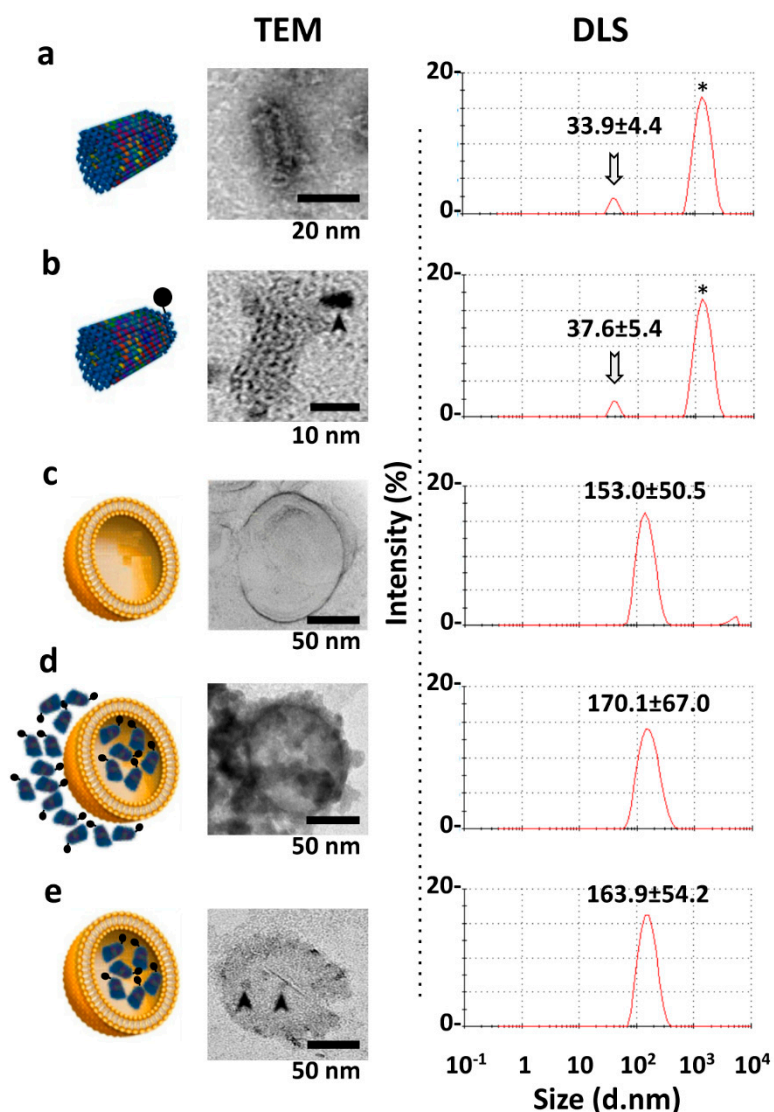 TEM DLS
a
20-
*
33.9±4.4
0-
20 nm
b
20-
*
37.6±5.4
0-
10 nm
c
20-
153.0±50.5
0-
50 nm
Intensity (%)
d
20-
170.1±67.0
0-
50 nm
e
20-
163.9±54.2
0-
50 nm
10⁻¹ 1 10 10² 10³ 10⁴
Size (d.nm)